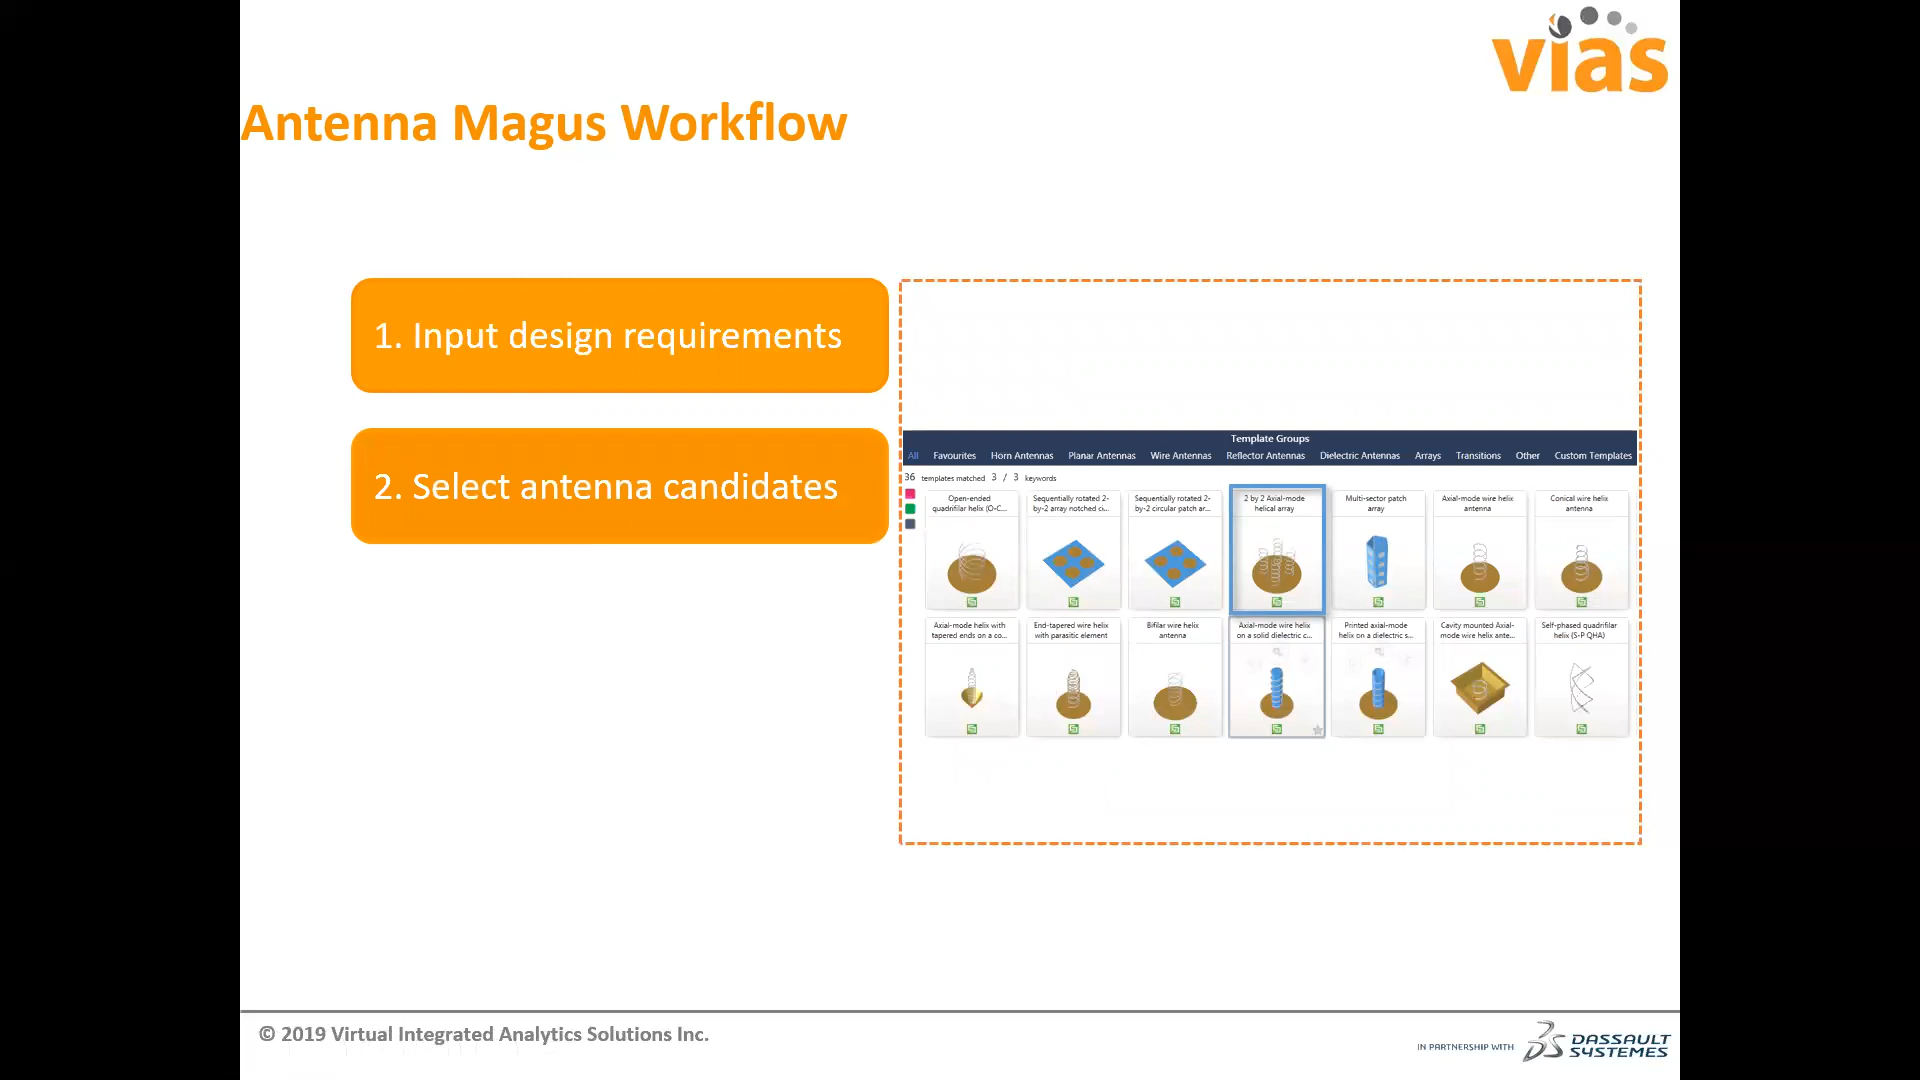 vias
Antenna Magus Workflow
1. Input design requirements
2. Select antenna candidates
Template Groups
All Favourites Horn Antennas Planar Antennas Wire Antennas Reflector Antennas Dielectric Antennas Arrays Transitions Other Custom Templates
36 templates matched 3 / 3 keywords
Open-ended
quadrifilar helix (O-C...
Sequentially rotated 2-
by-2 array notched ci...
Sequentially rotated 2-
by-2 circular patch ar...
2 by 2 Axial-mode
helical array
Multi-sector patch
array
Axial-mode wire helix
antenna
Conical wire helix
antenna
Axial-mode helix with
tapered ends on a co...
End-tapered wire helix
with parasitic element
Bifilar wire helix
antenna
Axial-mode wire helix
on a solid dielectric c...
Printed axial-mode
helix on a dielectric s...
Cavity mounted Axial-
mode wire helix ante...
Self-phased quadrifilar
helix (S-P QHA)
© 2019 Virtual Integrated Analytics Solutions Inc.
IN PARTNERSHIP WITH
DASSAULT
SYSTEMES